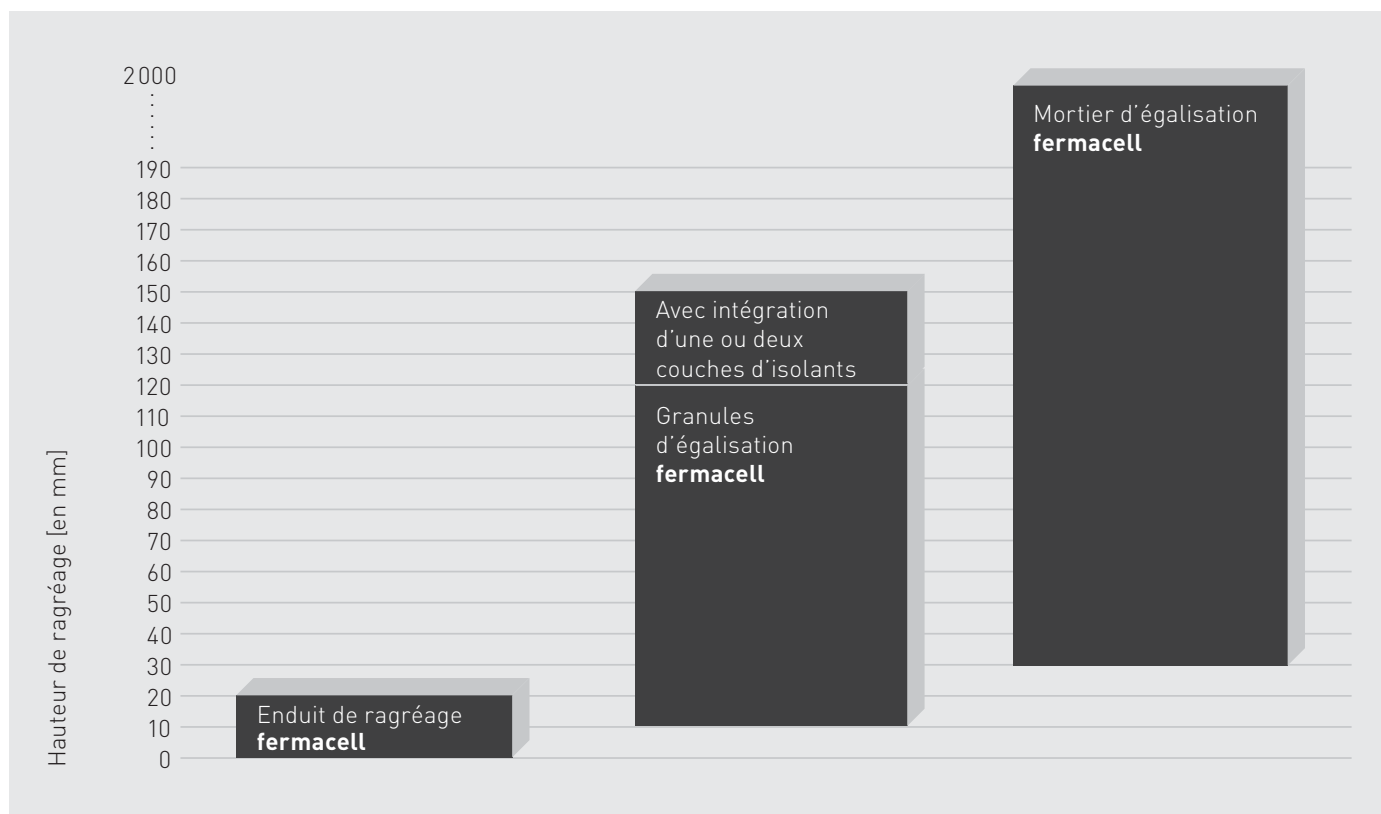 2 000
190
180
170
160
150
140
130
120
110
100
90
80
70
60
50
40
30
20
10
0
Hauteur de ragréage [en mm]
Enduit de ragréage
fermacell
Avec intégration
d’une ou deux
couches d’isolants
Granules
d’égalisation
fermacell
Mortier d’égalisation
fermacell